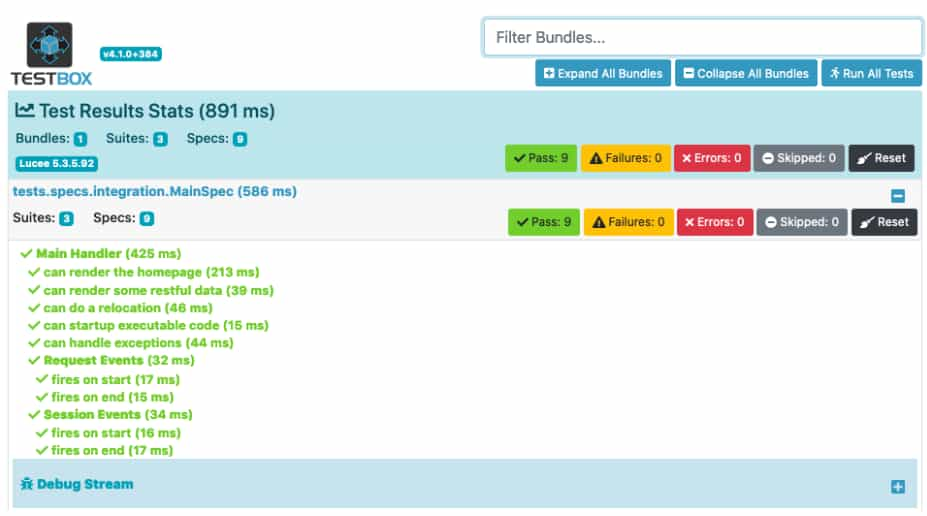 TESTBOX
v4.1.0+384
Filter Bundles...
Expand All Bundles
Collapse All Bundles
Run All Tests
Test Results Stats (891 ms)
Bundles: 1 Suites: 3 Specs: 9
Lucee 5.3.5.92
Pass: 9 Failures: 0 Errors: 0 Skipped: 0 Reset
tests.specs.integration.MainSpec (586 ms)
Suites: 3 Specs: 9
Pass: 9 Failures: 0 Errors: 0 Skipped: 0 Reset
Main Handler (425 ms)
can render the homepage (213 ms)
can render some restful data (39 ms)
can do a relocation (46 ms)
can startup executable code (15 ms)
can handle exceptions (44 ms)
Request Events (32 ms)
fires on start (17 ms)
fires on end (15 ms)
Session Events (34 ms)
fires on start (16 ms)
fires on end (17 ms)
Debug Stream